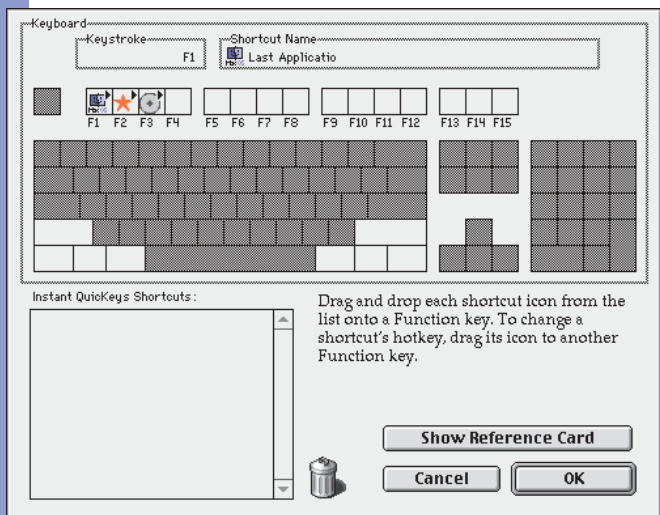 Keyboard
Keystroke
F1
Shortcut Name
Last Applicatio
F1 F2 F3 F4 F5 F6 F7 F8 F9 F10 F11 F12 F13 F14 F15
Instant QuicKeys Shortcuts:
Drag and drop each shortcut icon from the
list onto a Function key. To change a
shortcut's hotkey, drag its icon to another
Function key.
Show Reference Card
Cancel
OK